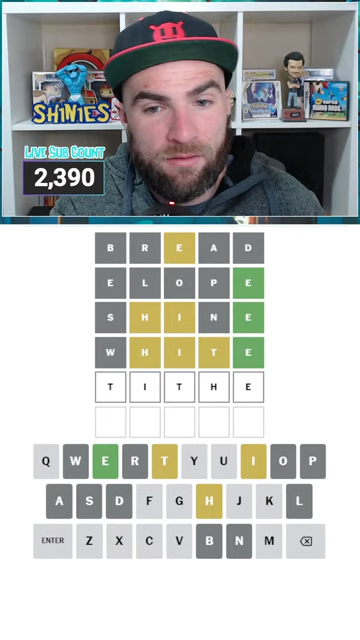 SHINIES
LIVE SUB COUNT
2,390
B R E A D
E L O P E
S H I N E
W H I T E
T I T H E
Q W E R T Y U I O P
A S D F G H J K L
ENTER Z X C V B N M